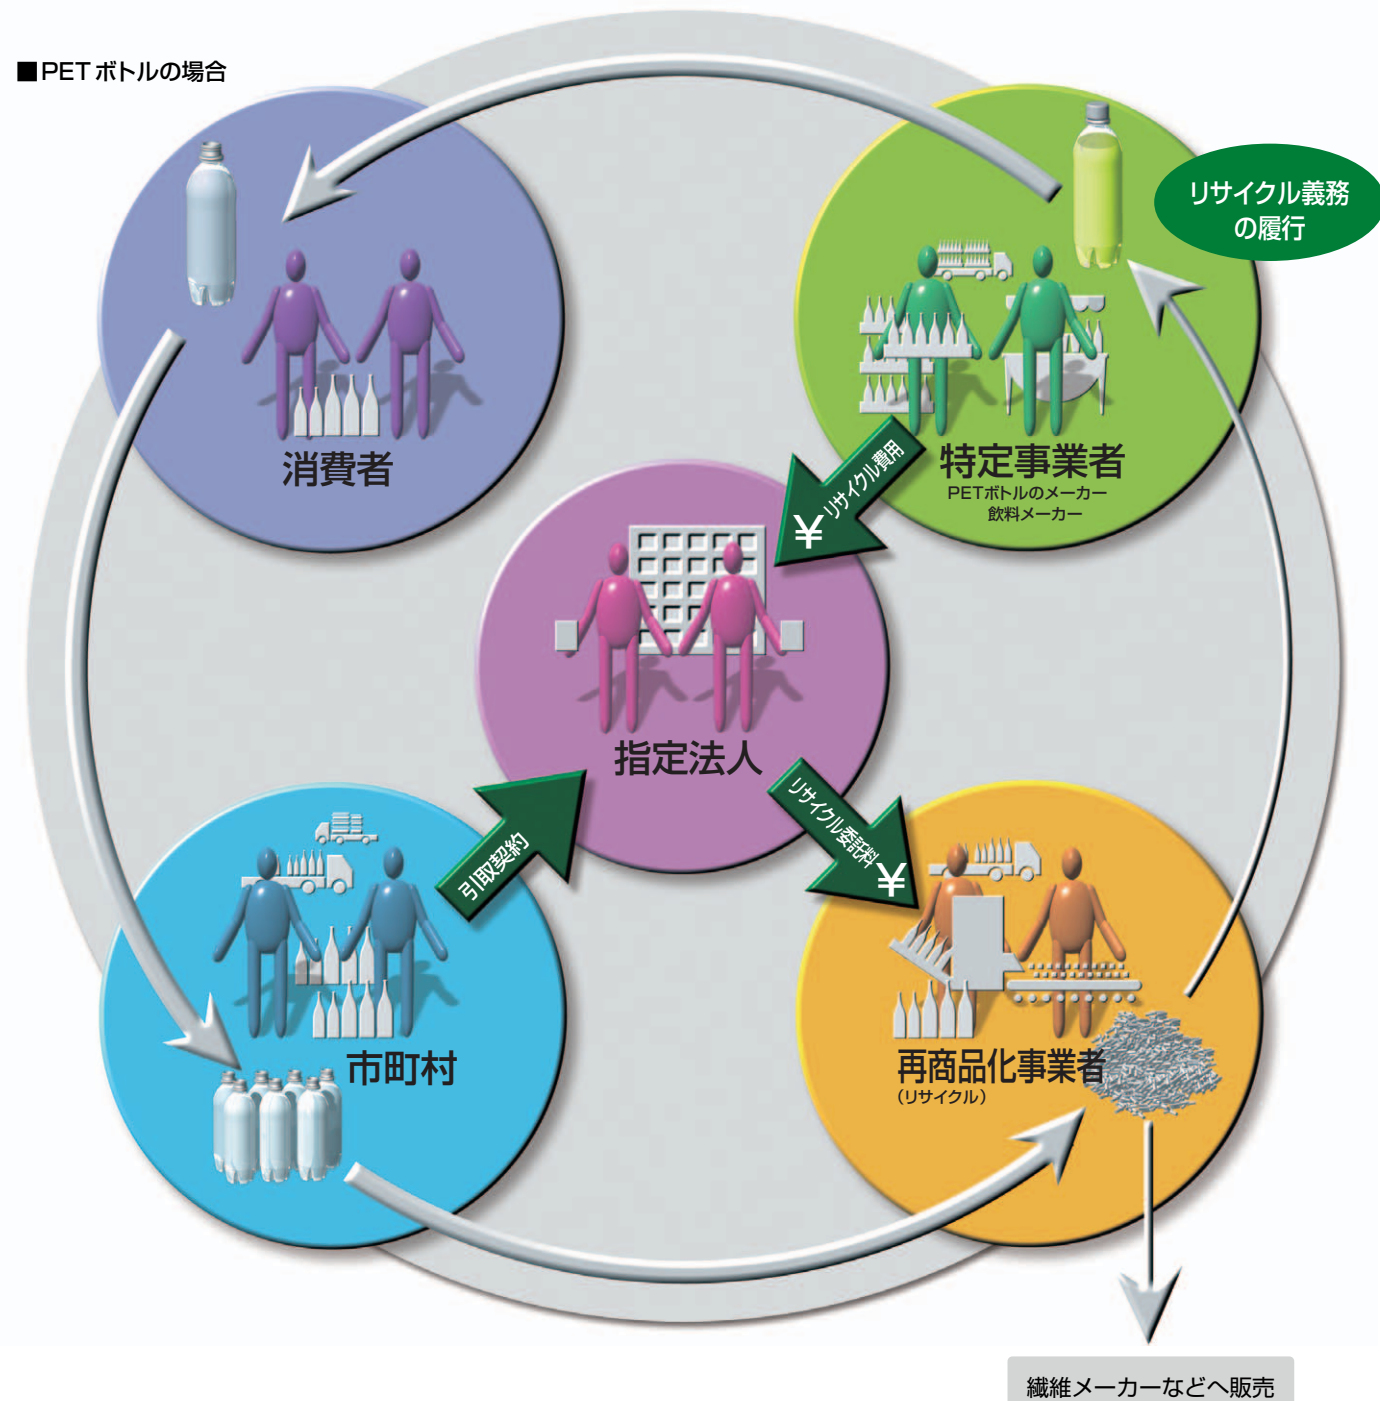 ■PETボトルの場合
リサイクル義務
の履行
消費者
特定事業者
PETボトルのメーカー
飲料メーカー
リサイクル費用
¥
指定法人
引取契約
リサイクル委託料
¥
市町村
再商品化事業者
(リサイクル)
繊維メーカーなどへ販売